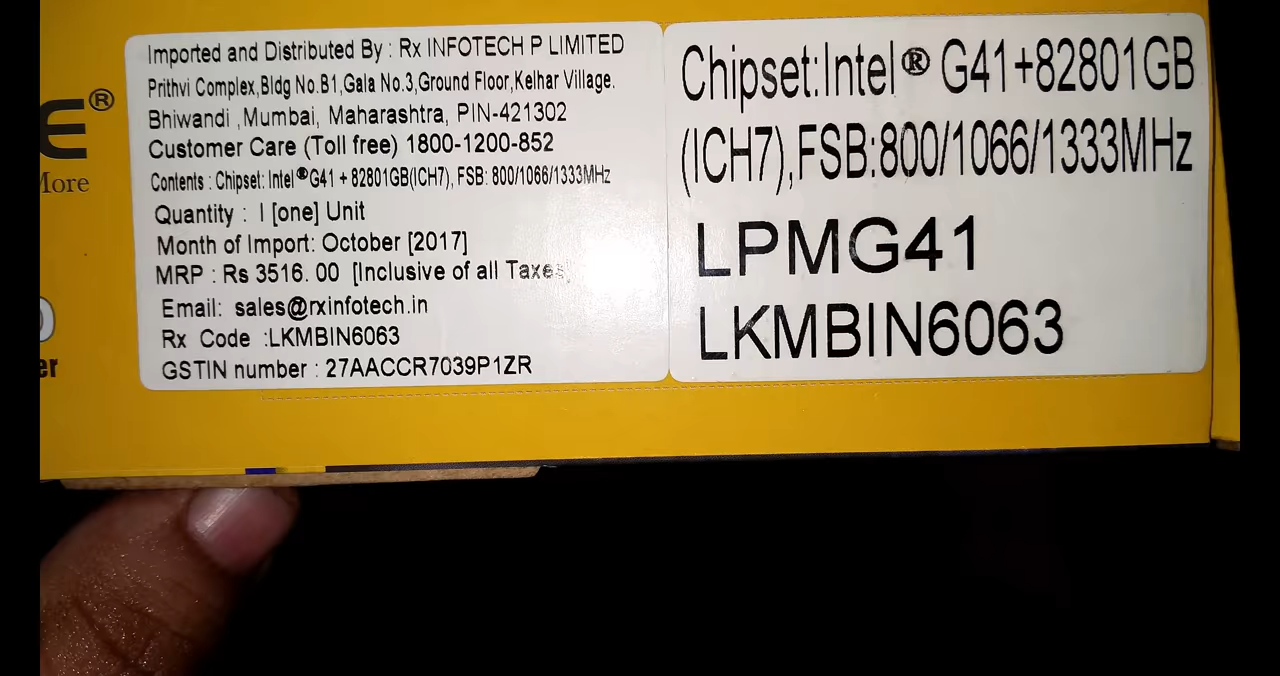 E®
More
er
Imported and Distributed By : Rx INFOTECH P LIMITED
Prithvi Complex,Bldg No.B1,Gala No.3,Ground Floor,Kelhar Village.
Bhiwandi ,Mumbai, Maharashtra, PIN-421302
Customer Care (Toll free) 1800-1200-852
Contents : Chipset: Intel®G41 + 82801GB(ICH7), FSB: 800/1066/1333MHz
Quantity : I [one] Unit
Month of Import: October [2017]
MRP : Rs 3516. 00 [Inclusive of all Taxes]
Email: sales@rxinfotech.in
Rx Code :LKMBIN6063
GSTIN number : 27AACCR7039P1ZR
Chipset:Intel® G41+82801GB
(ICH7),FSB:800/1066/1333MHz
LPMG41
LKMBIN6063